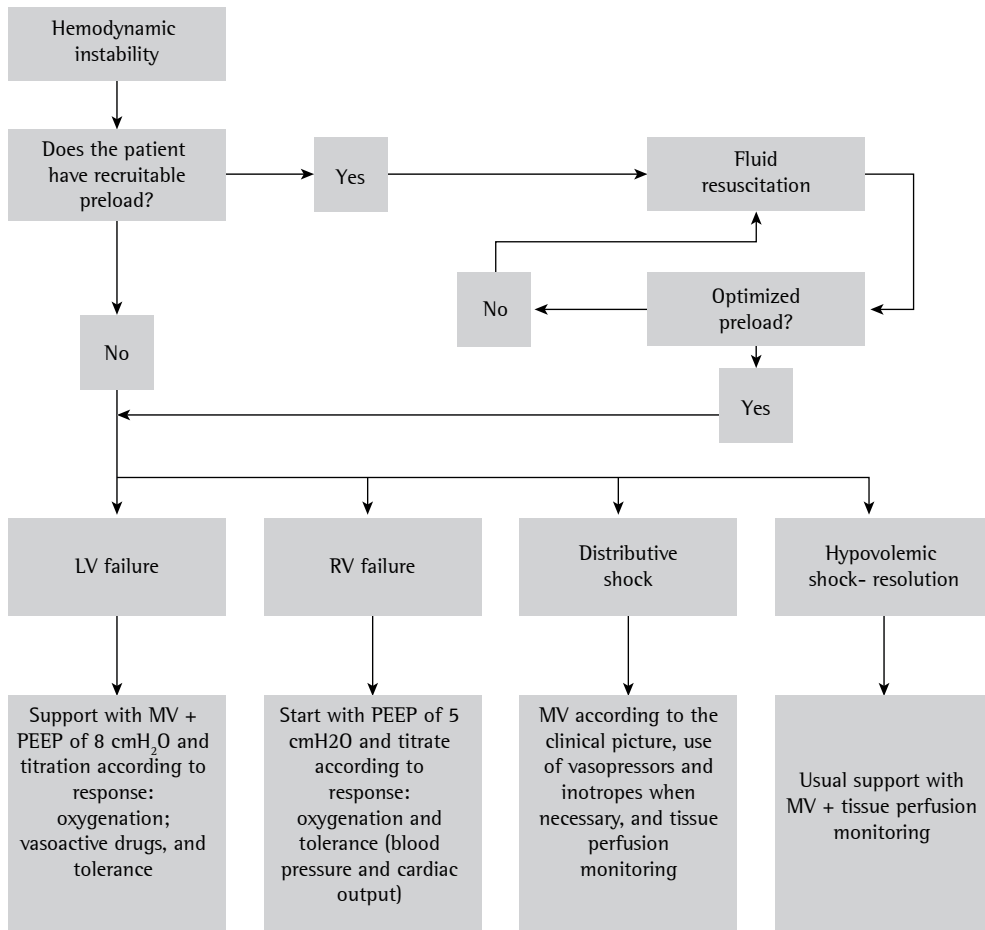 Hemodynamic
instability
Does the patient
have recruitable
preload?
Yes
Fluid
resuscitation
No
Optimized
preload?
No
Yes
LV failure
RV failure
Distributive
shock
Hypovolemic
shock- resolution
Support with MV +
PEEP of 8 cmH₂O and
titration according to
response:
oxygenation;
vasoactive drugs, and
tolerance
Start with PEEP of 5
cmH2O and titrate
according to
response:
oxygenation and
tolerance (blood
pressure and cardiac
output)
MV according to the
clinical picture, use
of vasopressors and
inotropes when
necessary, and tissue
perfusion
monitoring
Usual support with
MV + tissue perfusion
monitoring